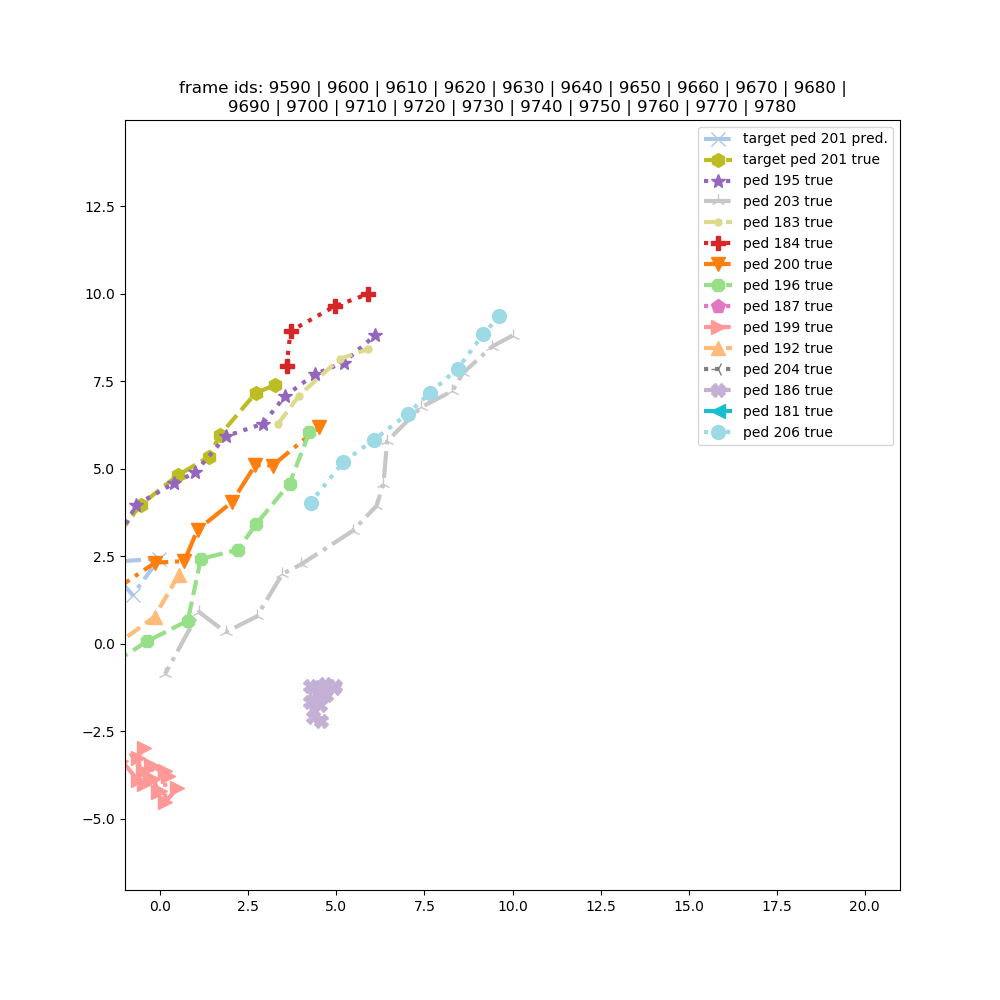 frame ids: 9590 | 9600 | 9610 | 9620 | 9630 | 9640 | 9650 | 9660 | 9670 | 9680 |
9690 | 9700 | 9710 | 9720 | 9730 | 9740 | 9750 | 9760 | 9770 | 9780
target ped 201 pred.
target ped 201 true
ped 195 true
ped 203 true
ped 183 true
ped 184 true
ped 200 true
ped 196 true
ped 187 true
ped 199 true
ped 192 true
ped 204 true
ped 186 true
ped 181 true
ped 206 true
12.5
10.0
7.5
5.0
2.5
0.0
−2.5
−5.0
0.0 2.5 5.0 7.5 10.0 12.5 15.0 17.5 20.0